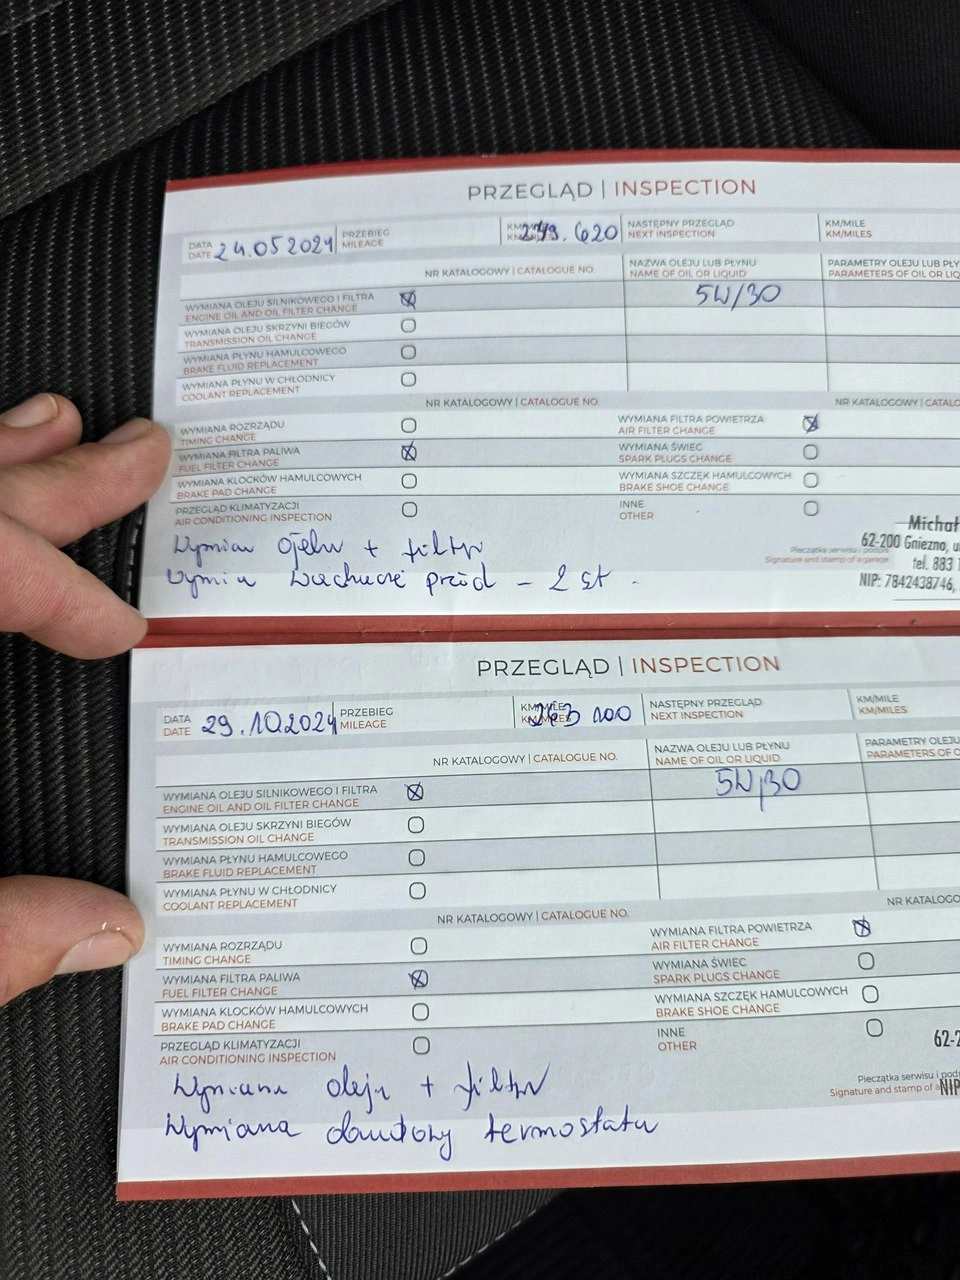 PRZEGLĄD | INSPECTION
DATA
DATE
24.05 2024
PRZEBIEG
MILEAGE
.620
NASTĘPNY PRZEGLĄD
NEXT INSPECTION
KM/MILE
KM/MILES
NR KATALOGOWY | CATALOGUE NO.
NAZWA OLEJU LUB PŁYNU
NAME OF OIL OR LIQUID
PARAMETRY OLEJU LUB
PARAMETERS OF OIL OR
WYMIANA OLEJU SILNIKOWEGO I FILTRA
ENGINE OIL AND OIL FILTER CHANGE
5W/30
WYMIANA OLEJU SKRZYNI BIEGÓW
TRANSMISSION OIL CHANGE
WYMIANA PŁYNU HAMULCOWEGO
BRAKE FLUID REPLACEMENT
WYMIANA PŁYNU W CHŁODNICY
COOLANT REPLACEMENT
NR KATALOGOWY | CATALOGUE NO.
NR KATALOGOWY | CATALO
WYMIANA ROZRZĄDU
TIMING CHANGE
WYMIANA FILTRA POWIETRZA
AIR FILTER CHANGE
WYMIANA FILTRA PALIWA
FUEL FILTER CHANGE
WYMIANA ŚWIEC
SPARK PLUGS CHANGE
WYMIANA KLOCKÓW HAMULCOWYCH
BRAKE PAD CHANGE
WYMIANA SZCZĘK HAMULCOWYCH
BRAKE SHOE CHANGE
PRZEGLĄD KLIMATYZACJI
AIR CONDITIONING INSPECTION
INNE
OTHER
Michał
62-200 Gniezno, u
Pieczątka serwisu i podpis
Signature and stamp of a garage
tel. 883
NIP: 7842438746,
+ filtr
przód - 2 st.
PRZEGLĄD | INSPECTION
DATA
DATE
29.10.2024
PRZEBIEG
MILEAGE
KM/MILE
KM/MILES
NASTĘPNY PRZEGLĄD
NEXT INSPECTION
KM/MILE
KM/MILES
NR KATALOGOWY | CATALOGUE NO.
NAZWA OLEJU LUB PŁYNU
NAME OF OIL OR LIQUID
PARAMETRY OLEJU
PARAMETERS OF
WYMIANA OLEJU SILNIKOWEGO I FILTRA
ENGINE OIL AND OIL FILTER CHANGE
5W/30
WYMIANA OLEJU SKRZYNI BIEGÓW
TRANSMISSION OIL CHANGE
WYMIANA PŁYNU HAMULCOWEGO
BRAKE FLUID REPLACEMENT
WYMIANA PŁYNU W CHŁODNICY
COOLANT REPLACEMENT
NR KATALOGOWY | CATALOGUE NO.
NR KATALOGO
WYMIANA ROZRZĄDU
TIMING CHANGE
WYMIANA FILTRA POWIETRZA
AIR FILTER CHANGE
WYMIANA FILTRA PALIWA
FUEL FILTER CHANGE
WYMIANA ŚWIEC
SPARK PLUGS CHANGE
WYMIANA KLOCKÓW HAMULCOWYCH
BRAKE PAD CHANGE
WYMIANA SZCZĘK HAMULCOWYCH
BRAKE SHOE CHANGE
PRZEGLĄD KLIMATYZACJI
AIR CONDITIONING INSPECTION
INNE
OTHER
62-2
Pieczątka serwisu i podp
Signature and stamp of a
NIP
Wymiana oleju + filtr
Wymiana obudowy termostatu